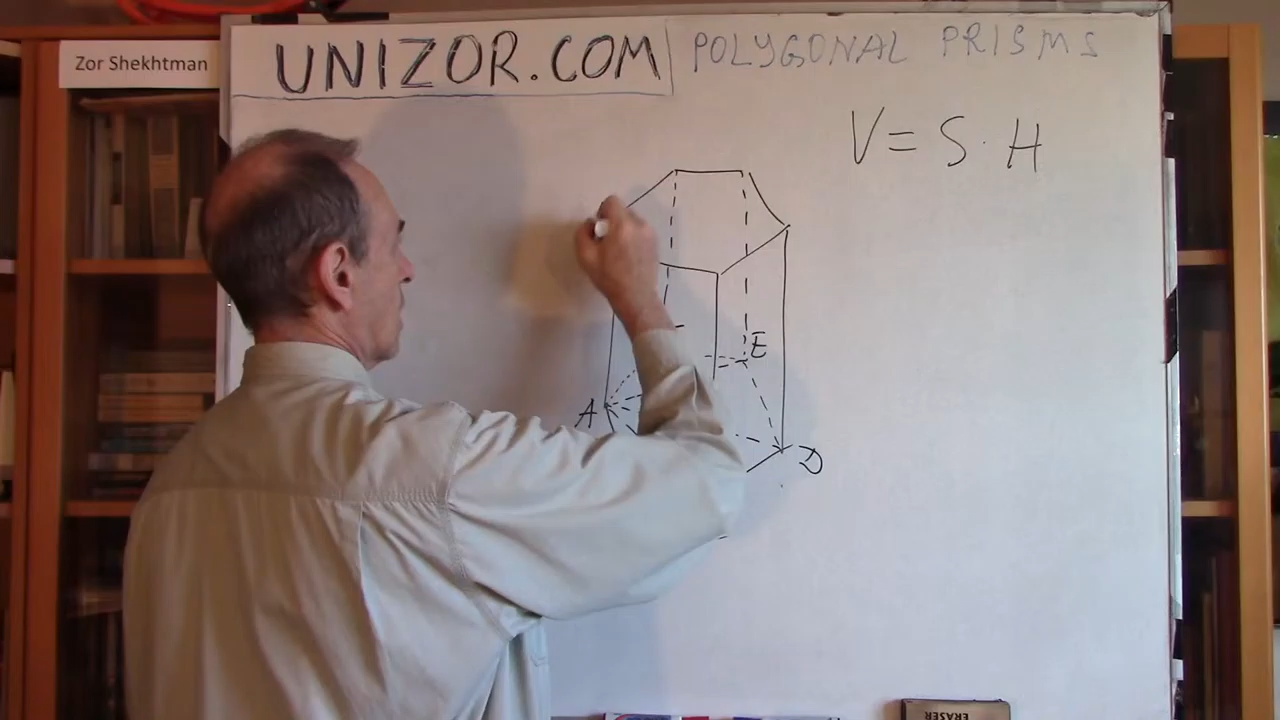 Zor Shekhtman
UNIZOR.COM
POLYGONAL PRISMS
V = S · H
E
A
D
ERASER